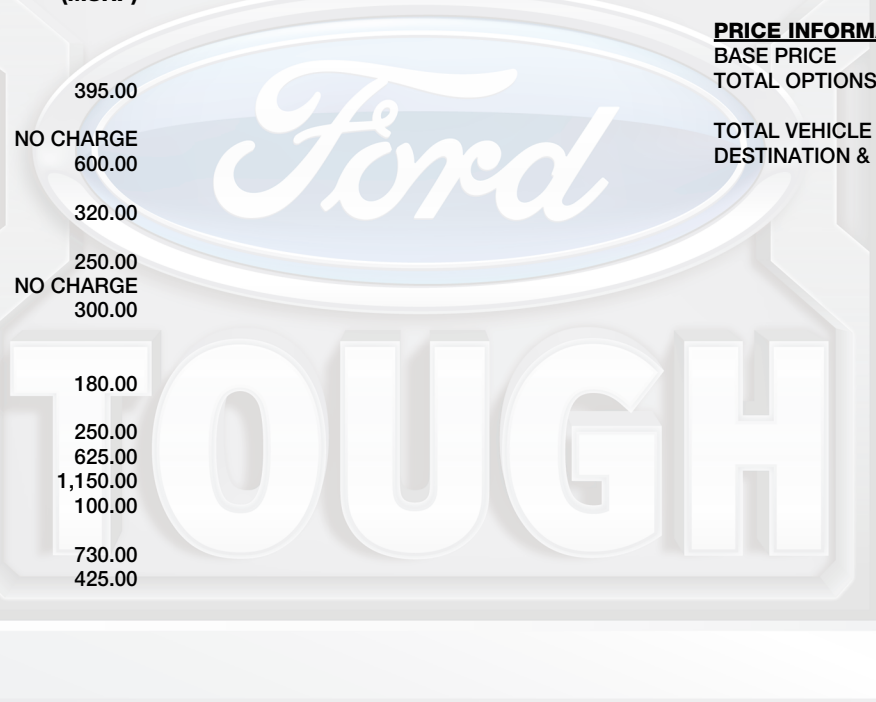 395.00
NO CHARGE
600.00
320.00
250.00
NO CHARGE
300.00
180.00
250.00
625.00
1,150.00
100.00
730.00
425.00
PRICE INFORM
BASE PRICE
TOTAL OPTIONS
TOTAL VEHICLE
DESTINATION &
Ford
TOUGH